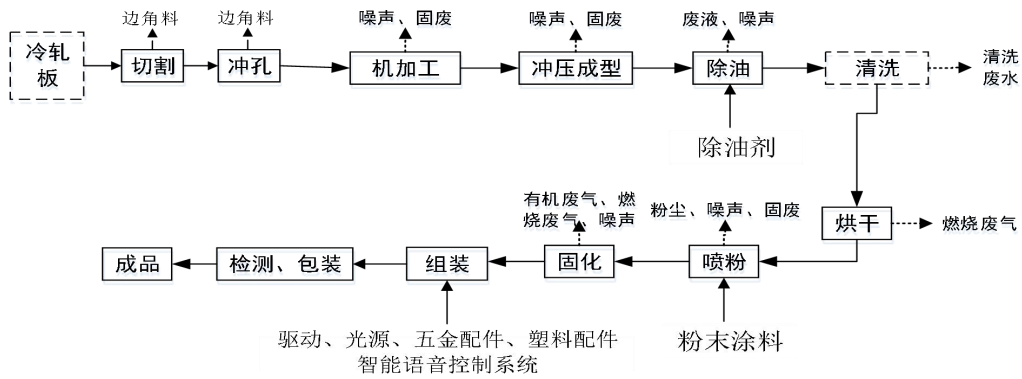 边角料
边角料
噪声、固废
噪声、固废
废液、噪声
冷轧
板
切割
冲孔
机加工
冲压成型
除油
清洗
清洗
废水
除油剂
有机废气、燃
烧废气、噪声
粉尘、噪声、固废
烘干
燃烧废气
成品
检测、包装
组装
固化
喷粉
驱动、光源、五金配件、塑料配件
智能语音控制系统
粉末涂料